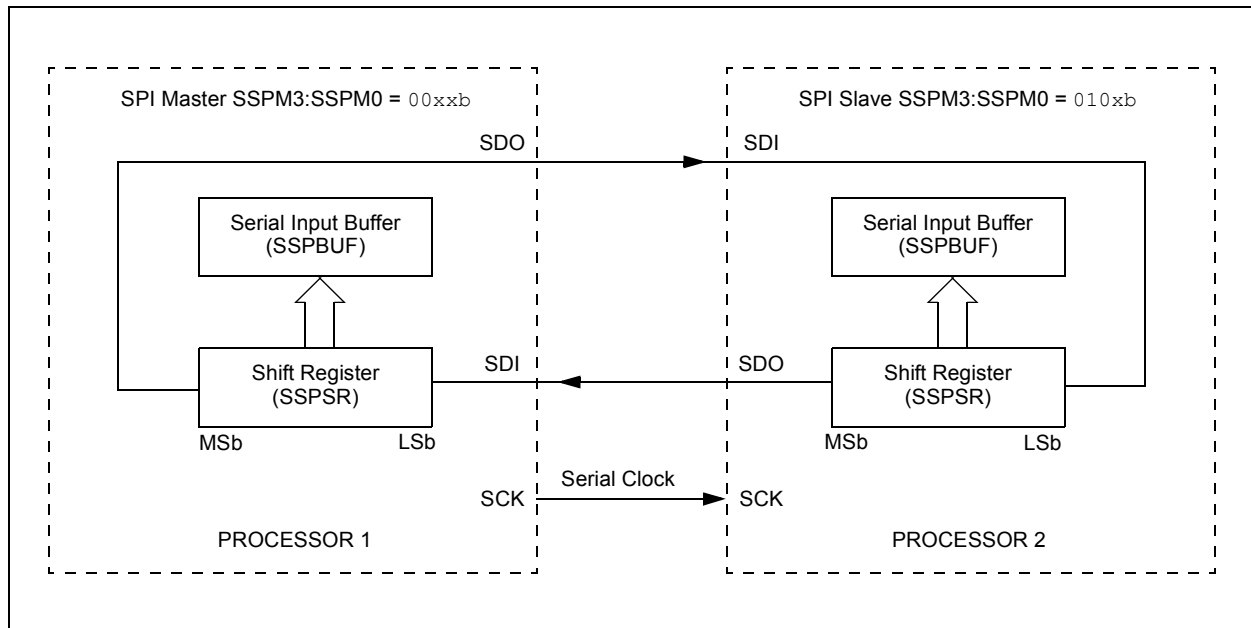 SPI Master SSPM3:SSPM0 = 00xxb
SDO
Serial Input Buffer
(SSPBUF)
Shift Register
(SSPSR)
MSb
LSb
SDI
SCK
PROCESSOR 1
Serial Clock
SPI Slave SSPM3:SSPM0 = 010xb
SDI
Serial Input Buffer
(SSPBUF)
SDO
Shift Register
(SSPSR)
MSb
LSb
SCK
PROCESSOR 2